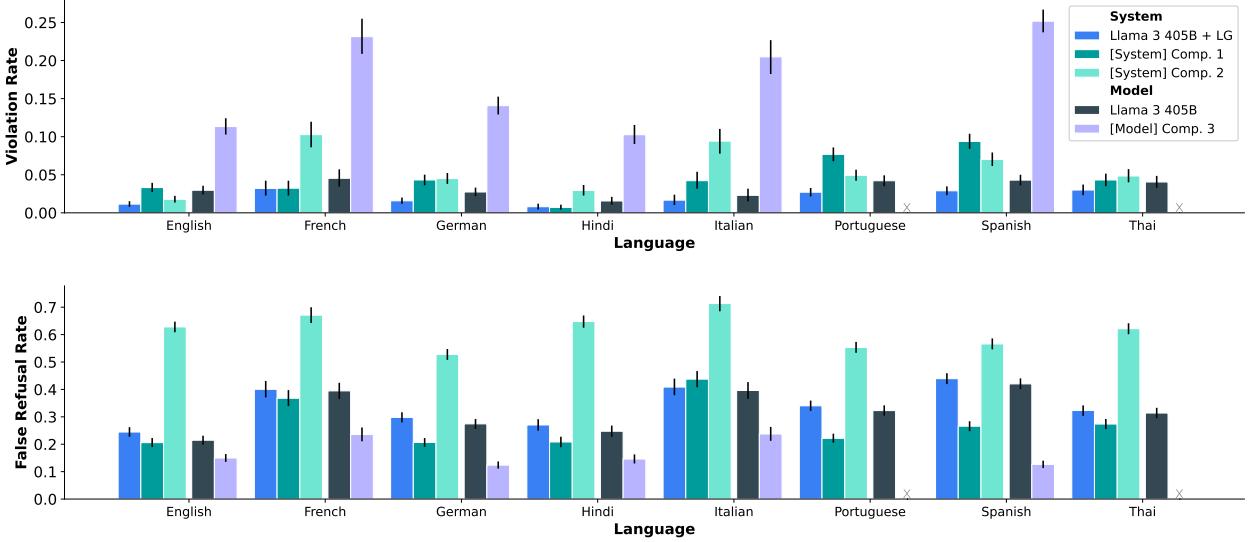 0.25
0.20
0.15
0.10
0.05
0.00
Violation Rate
English French German Hindi Italian Portuguese Spanish Thai
Language
System
Llama 3 405B + LG
[System] Comp. 1
[System] Comp. 2
Model
Llama 3 405B
[Model] Comp. 3
x x
0.7
0.6
0.5
0.4
0.3
0.2
0.1
0.0
False Refusal Rate
x x
English French German Hindi Italian Portuguese Spanish Thai
Language